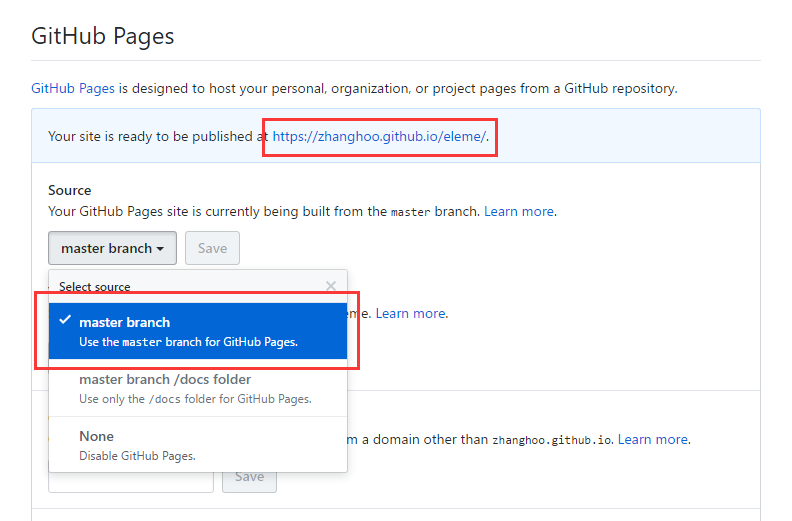 GitHub Pages
GitHub Pages is designed to host your personal, organization, or project pages from a GitHub repository.
Your site is ready to be published at https://zhanghoo.github.io/eleme/.
Source
Your GitHub Pages site is currently being built from the master branch. Learn more.
master branch
Save
Select source
master branch
Use the master branch for GitHub Pages.
eme. Learn more.
master branch /docs folder
Use only the /docs folder for GitHub Pages.
None
Disable GitHub Pages.
m a domain other than zhanghoo.github.io. Learn more.
Save